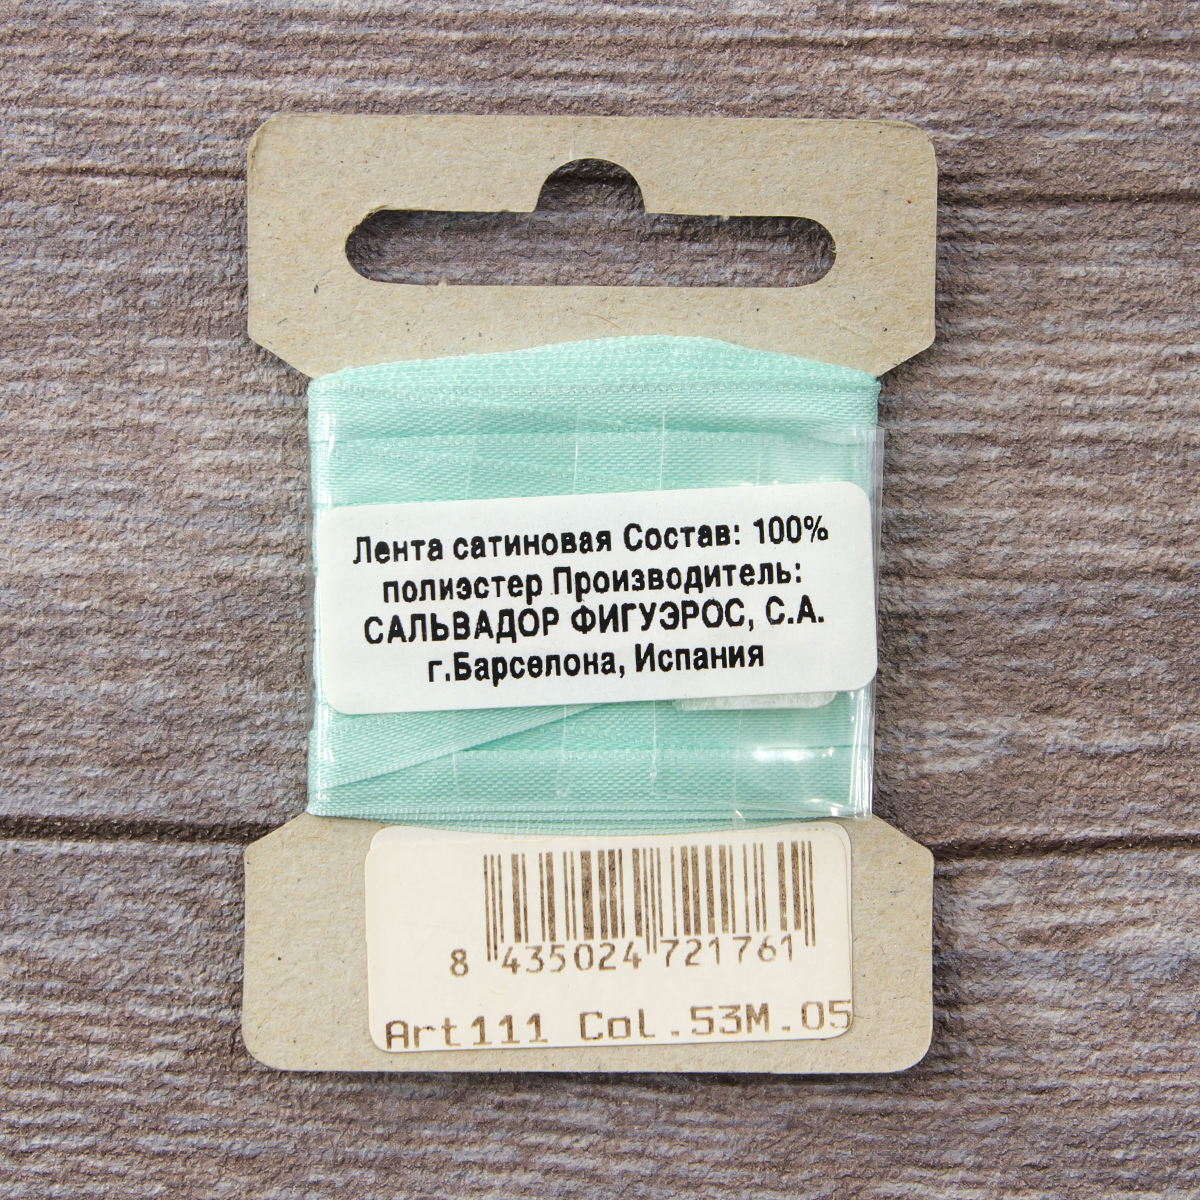 Лента сатиновая Состав: 100%
полиэстер Производитель:
САЛЬВАДОР ФИГУЭРОС, С.А.
г.Барселона, Испания
8 435024 721761
Art111 Col.53M.05